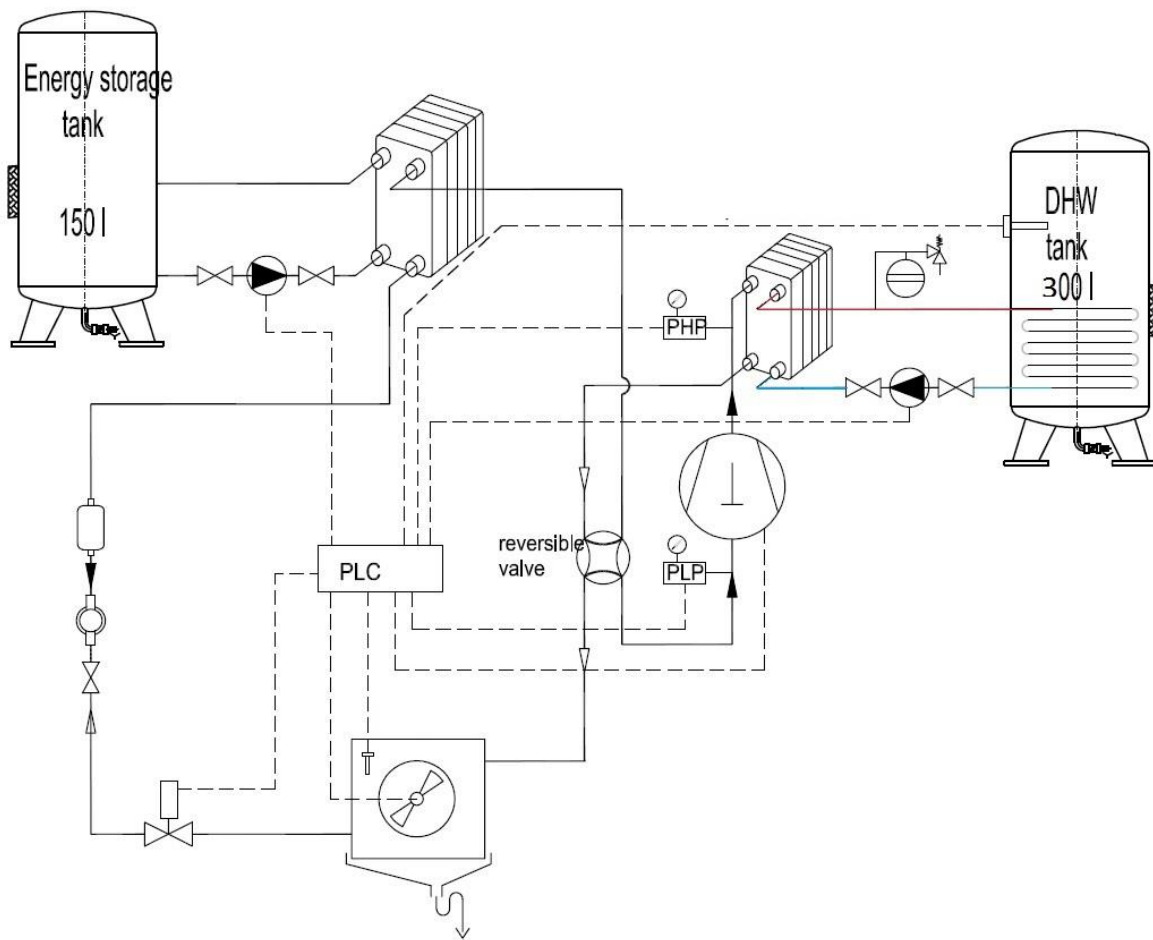 Energy storage
tank
150 l
DHW
tank
300 l
PHP
reversible
valve
PLP
PLC